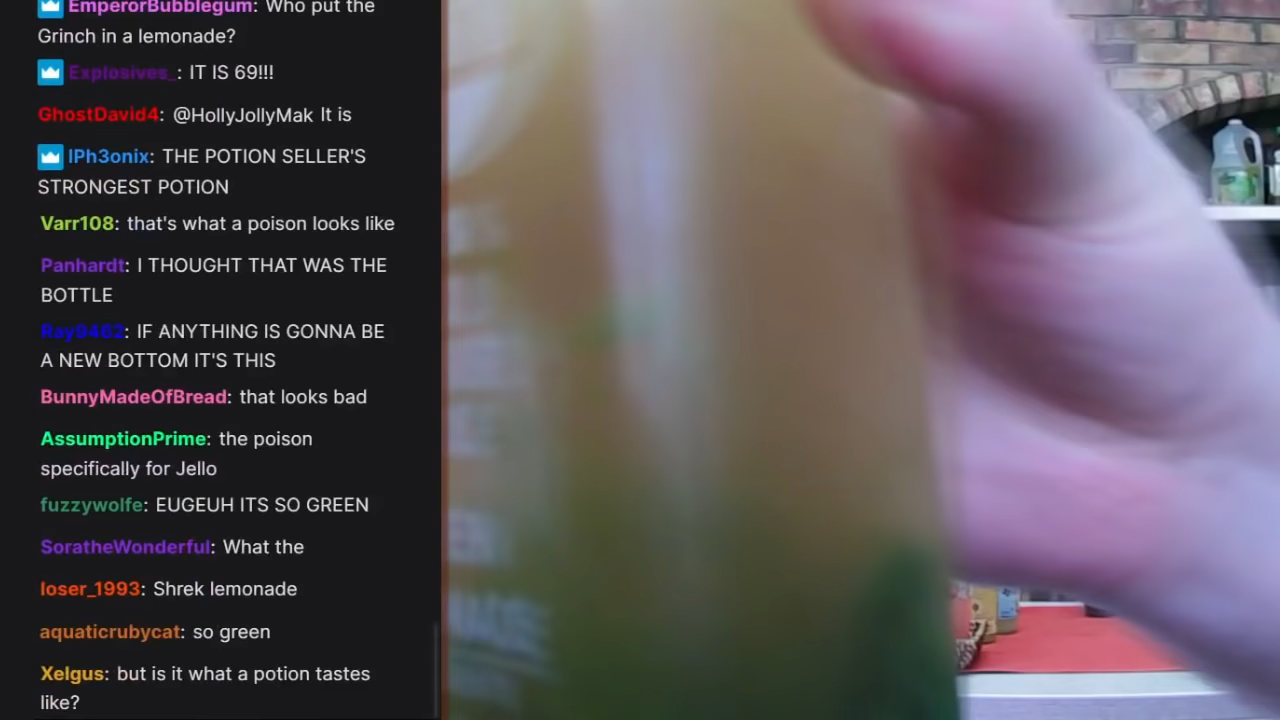 EmperorBubblegum: Who put the
Grinch in a lemonade?
Explosives_: IT IS 69!!!
GhostDavid4: @HollyJollyMak It is
IPh3onix: THE POTION SELLER'S
STRONGEST POTION
Varr108: that's what a poison looks like
Panhardt: I THOUGHT THAT WAS THE
BOTTLE
Ray9462: IF ANYTHING IS GONNA BE
A NEW BOTTOM IT'S THIS
BunnyMadeOfBread: that looks bad
AssumptionPrime: the poison
specifically for Jello
fuzzywolfe: EUGEUH ITS SO GREEN
SoratheWonderful: What the
loser_1993: Shrek lemonade
aquaticrubycat: so green
Xelgus: but is it what a potion tastes
like?